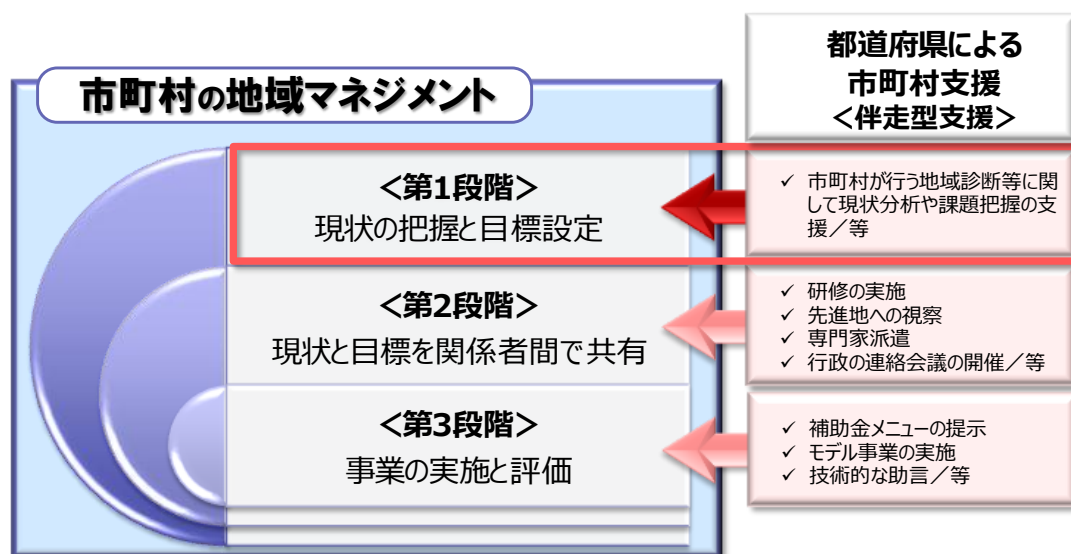 都道府県による
市町村支援
<伴走型支援>
市町村の地域マネジメント
<第1段階>
現状の把握と目標設定
✓ 市町村が行う地域診断等に関
して現状分析や課題把握の支
援／等
<第2段階>
現状と目標を関係者間で共有
✓ 研修の実施
✓ 先進地への視察
✓ 専門家派遣
✓ 行政の連絡会議の開催／等
<第3段階>
事業の実施と評価
✓ 補助金メニューの提示
✓ モデル事業の実施
✓ 技術的な助言／等